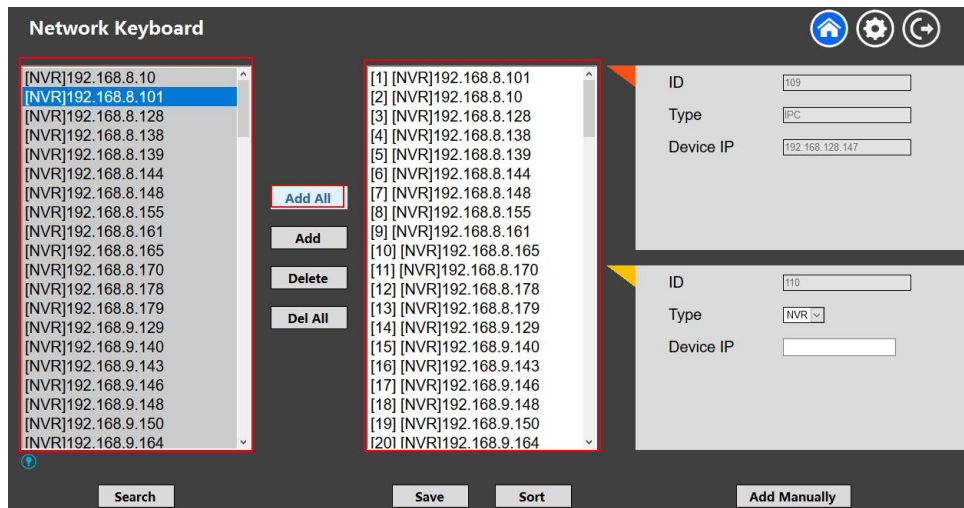 Network Keyboard
[NVR]192.168.8.10
[NVR]192.168.8.101
[NVR]192.168.8.128
[NVR]192.168.8.138
[NVR]192.168.8.139
[NVR]192.168.8.144
[NVR]192.168.8.148
[NVR]192.168.8.155
[NVR]192.168.8.161
[NVR]192.168.8.165
[NVR]192.168.8.170
[NVR]192.168.8.178
[NVR]192.168.8.179
[NVR]192.168.9.129
[NVR]192.168.9.140
[NVR]192.168.9.143
[NVR]192.168.9.146
[NVR]192.168.9.148
[NVR]192.168.9.150
[NVR]192.168.9.164
Add All
Add
Delete
Del All
[1] [NVR]192.168.8.101
[2] [NVR]192.168.8.10
[3] [NVR]192.168.8.128
[4] [NVR]192.168.8.138
[5] [NVR]192.168.8.139
[6] [NVR]192.168.8.144
[7] [NVR]192.168.8.148
[8] [NVR]192.168.8.155
[9] [NVR]192.168.8.161
[10] [NVR]192.168.8.165
[11] [NVR]192.168.8.170
[12] [NVR]192.168.8.178
[13] [NVR]192.168.8.179
[14] [NVR]192.168.9.129
[15] [NVR]192.168.9.140
[16] [NVR]192.168.9.143
[17] [NVR]192.168.9.146
[18] [NVR]192.168.9.148
[19] [NVR]192.168.9.150
[20] [NVR]192.168.9.164
ID 109
Type IPC
Device IP 192.168.128.147
ID 110
Type NVR
Device IP
Search
Save
Sort
Add Manually